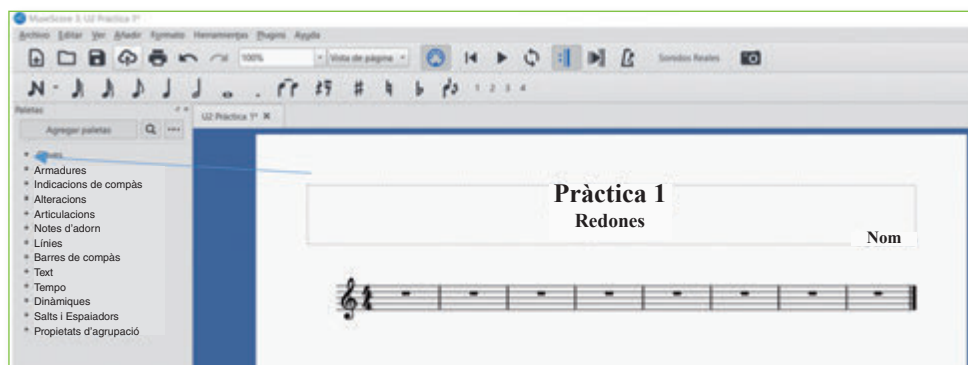 MuseScore 3: U2 Práctica 1*
Archivo Editar Ver Añadir Formato Herramientas Plugins Ayuda
100% Vista de página Sonidos Reales
1 2 3 4
Paletas
U2 Práctica 1*
Agregar paletas
Armadures
Indicacions de compàs
Alteracions
Articulacions
Notes d'adorn
Línies
Barres de compàs
Text
Tempo
Dinàmiques
Salts i Espaiadors
Propietats d'agrupació
Pràctica 1
Redones
Nom